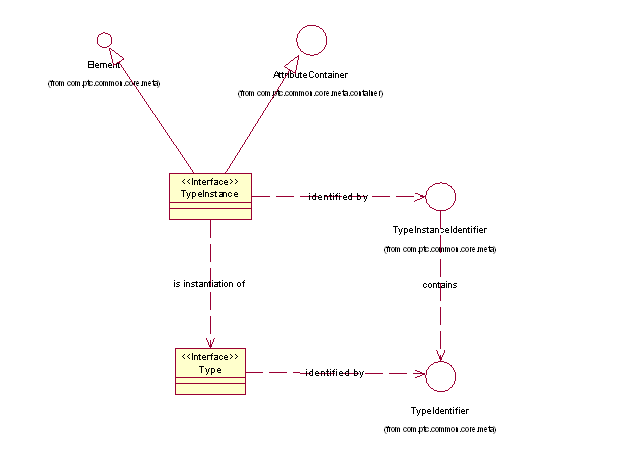 Element
(from com.ptc.common.core.meta)
AttributeContainer
(from com.ptc.common.core.meta.container)
<<Interface>>
TypeInstance
identified by
TypeInstanceIdentifier
(from com.ptc.common.core.meta)
is instantiation of
contains
<<Interface>>
Type
identified by
TypeIdentifier
(from com.ptc.common.core.meta)